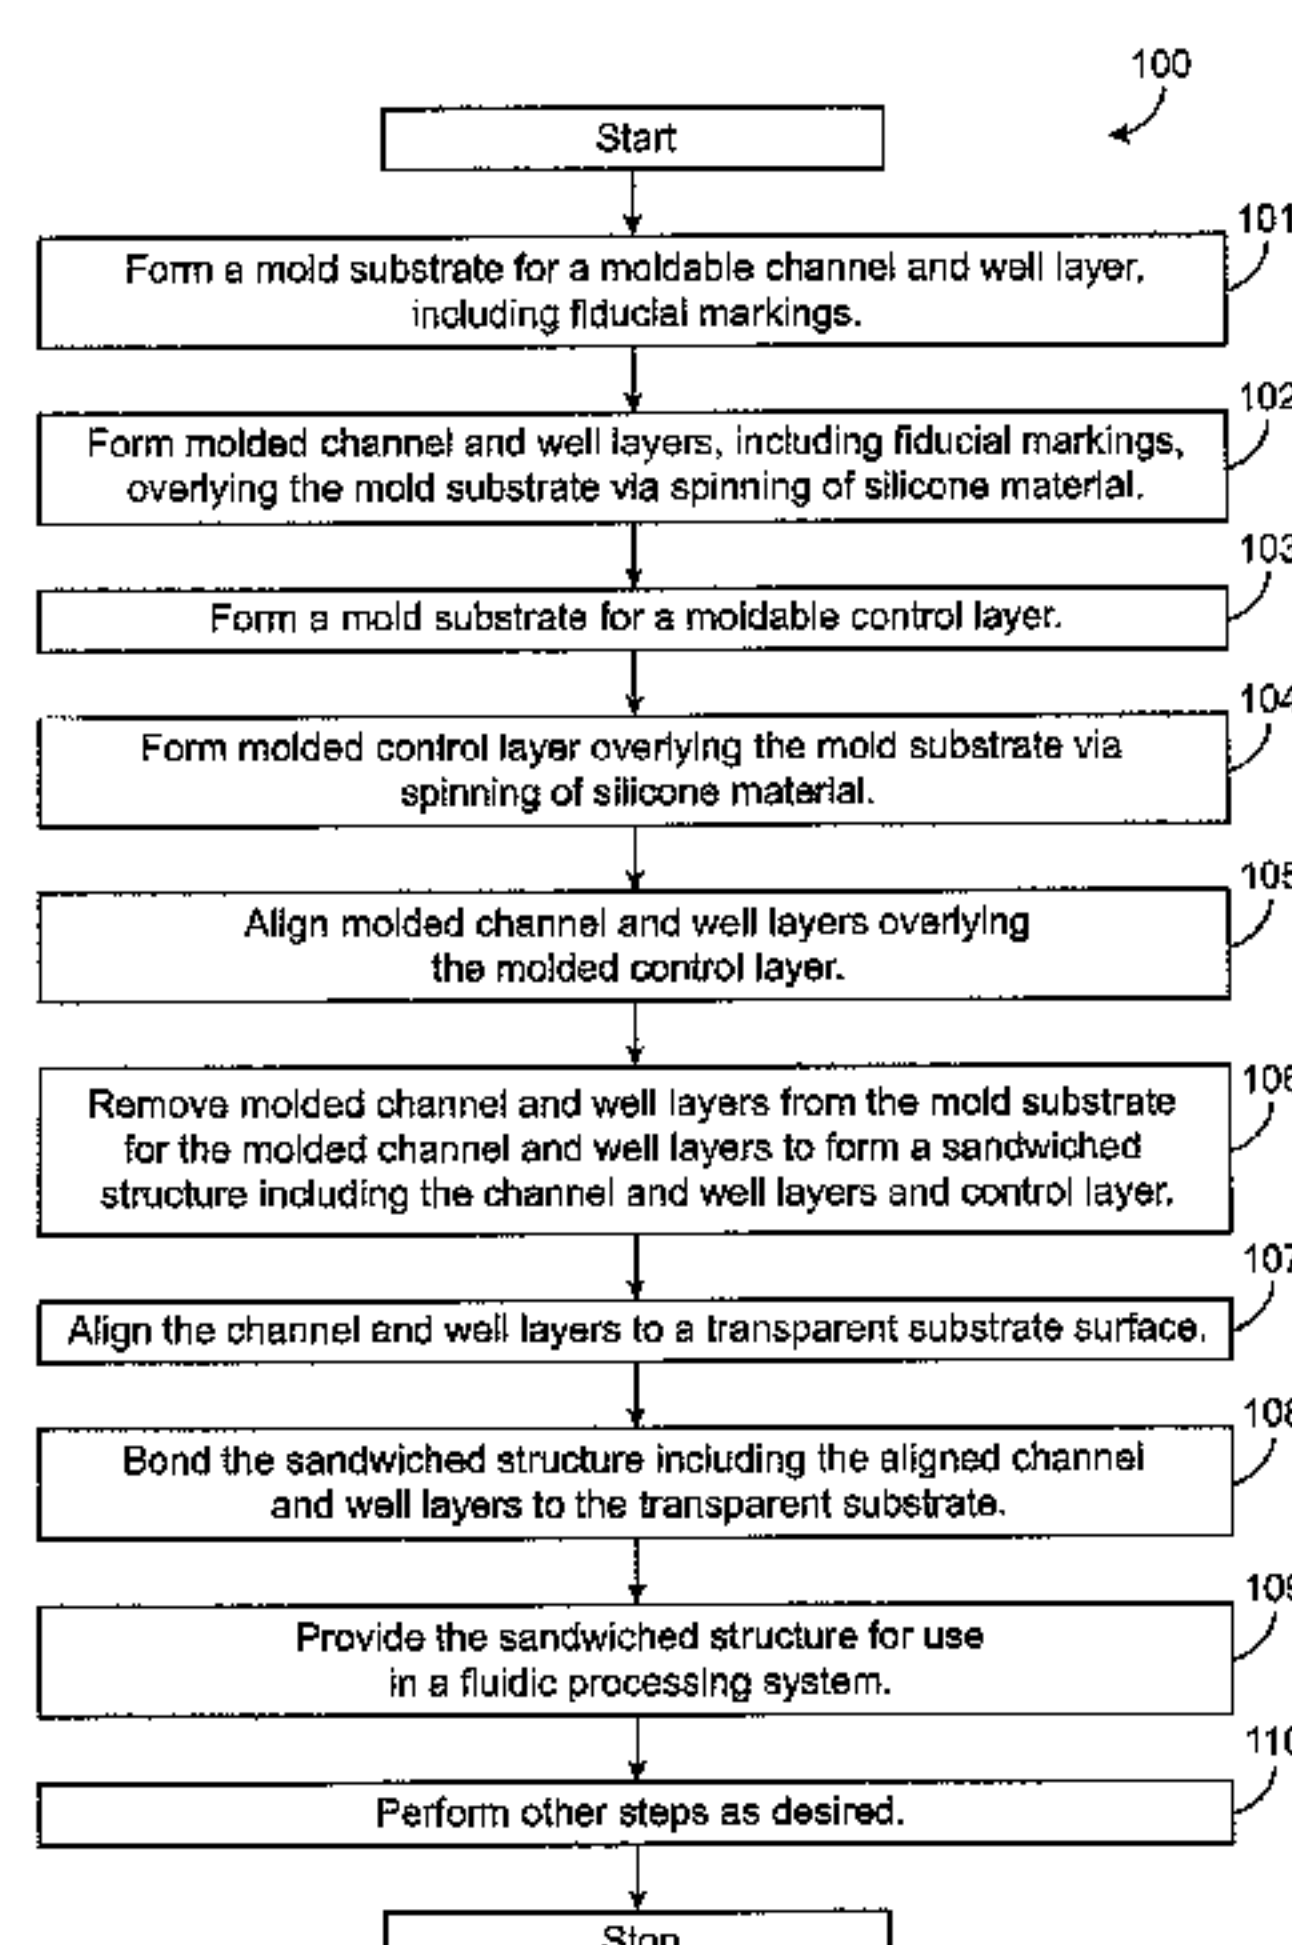 100
Start
101
Form a mold substrate for a moldable channel and well layer,
including fiducial markings.
102
Form molded channel and well layers, including fiducial markings,
overlying the mold substrate via spinning of silicone material.
103
Form a mold substrate for a moldable control layer.
104
Form molded control layer overlying the mold substrate via
spinning of silicone material.
105
Align molded channel and well layers overlying
the molded control layer.
106
Remove molded channel and well layers from the mold substrate
for the molded channel and well layers to form a sandwiched
structure including the channel and well layers and control layer.
107
Align the channel and well layers to a transparent substrate surface.
108
Bond the sandwiched structure including the aligned channel
and well layers to the transparent substrate.
109
Provide the sandwiched structure for use
in a fluidic processing system.
110
Perform other steps as desired.
Stop